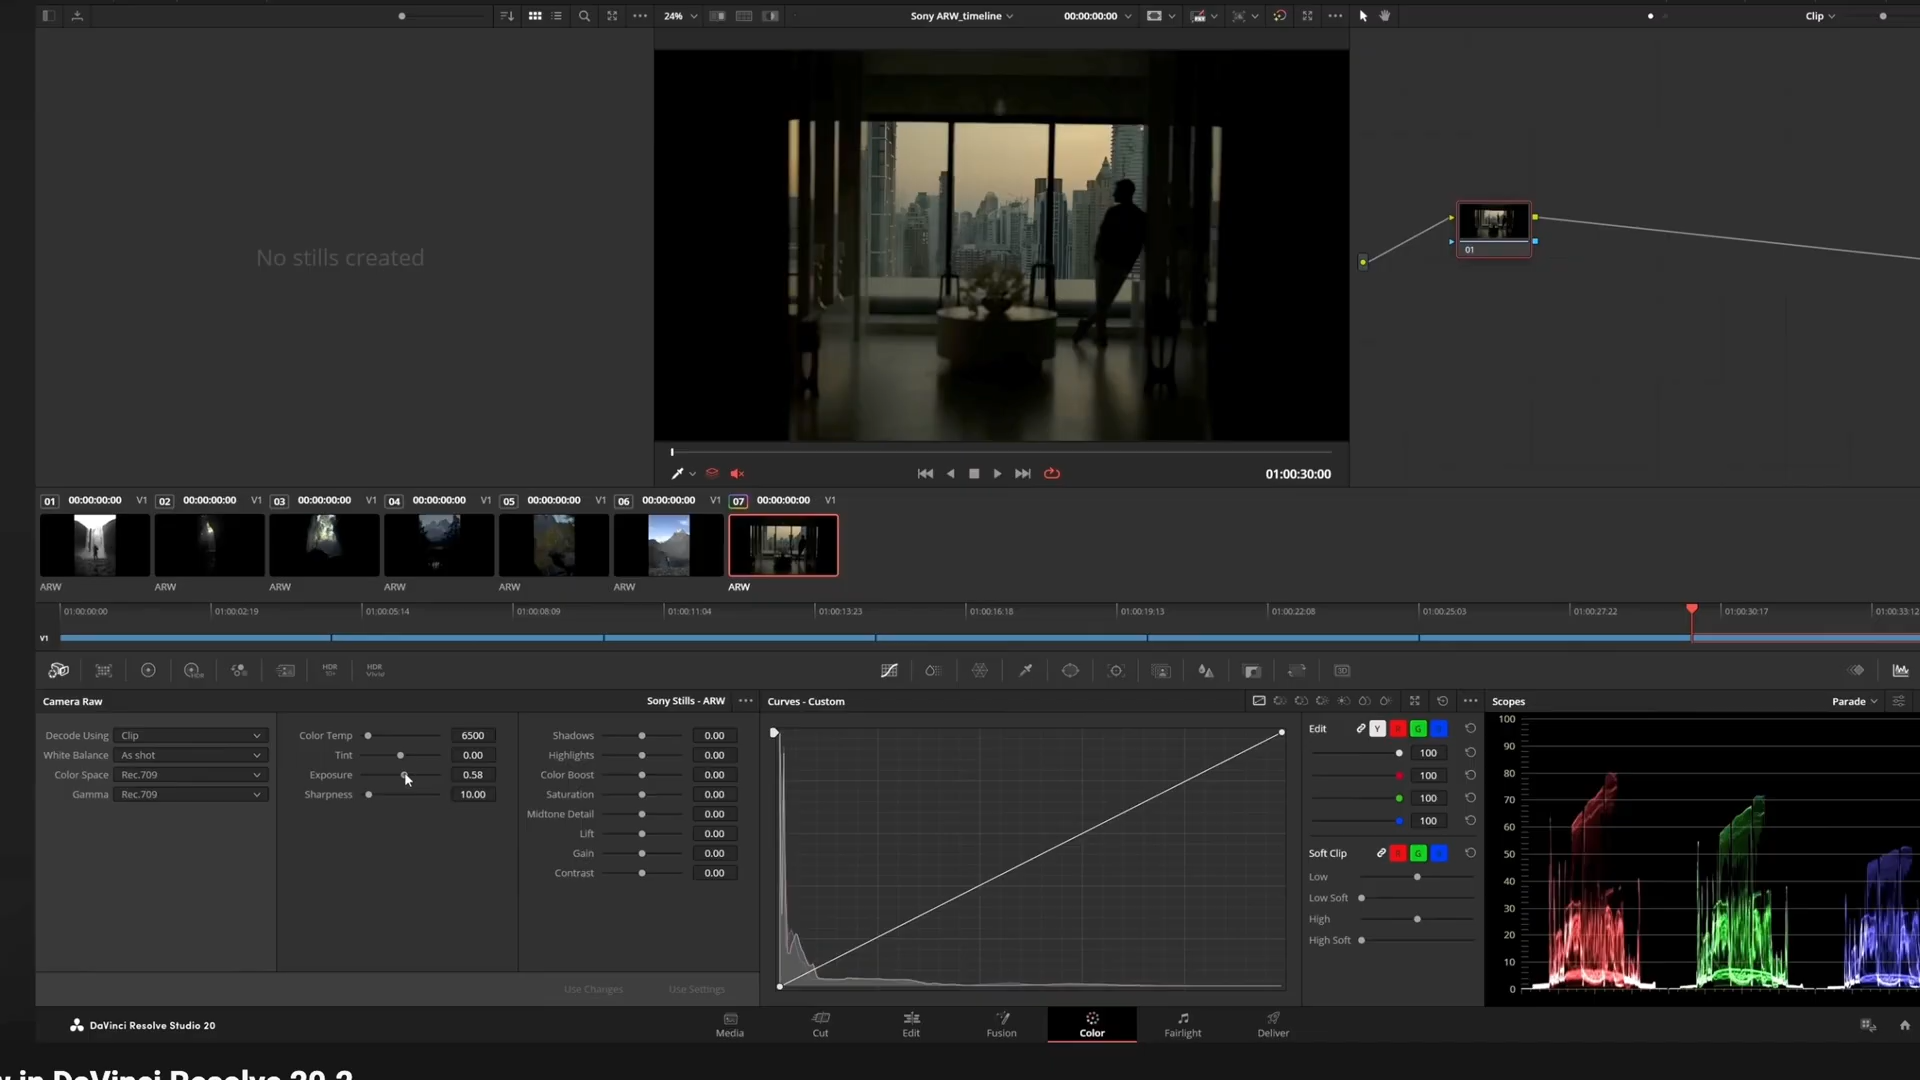 24%
Sony ARW_timeline
00:00:00:00
Clip
No stills created
01
01:00:30:00
01 00:00:00:00 V1 02 00:00:00:00 V1 03 00:00:00:00 V1 04 00:00:00:00 V1 05 00:00:00:00 V1 06 00:00:00:00 V1 07 00:00:00:00 V1
ARW ARW ARW ARW ARW ARW ARW
01:00:00:00 01:00:02:19 01:00:05:14 01:00:08:09 01:00:11:04 01:00:13:23 01:00:16:18 01:00:19:13 01:00:22:08 01:00:25:03 01:00:27:22 01:00:30:17 01:00:33:12
V1
HDR 10+
HDR Vivid
3D
Camera Raw
Sony Stills - ARW
Decode Using Clip
White Balance As shot
Color Space Rec.709
Gamma Rec.709
Color Temp 6500
Tint 0.00
Exposure 0.58
Sharpness 10.00
Shadows 0.00
Highlights 0.00
Color Boost 0.00
Saturation 0.00
Midtone Detail 0.00
Lift 0.00
Gain 0.00
Contrast 0.00
Use Changes
Use Settings
Curves - Custom
Edit Y R G B
100
100
100
100
Soft Clip R G B
Low
Low Soft
High
High Soft
Scopes
Parade
100
90
80
70
60
50
40
30
20
10
0
DaVinci Resolve Studio 20
Media
Cut
Edit
Fusion
Color
Fairlight
Deliver
in DaVinci Resolve 20.2